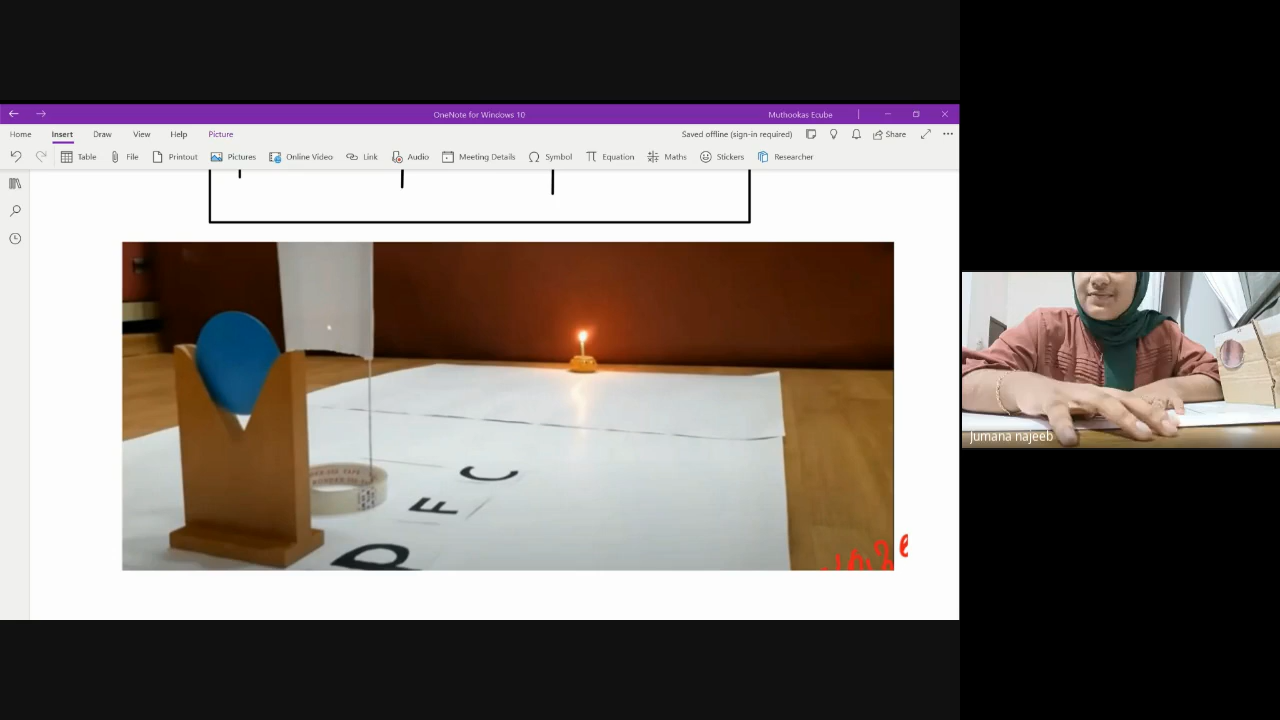 OneNote for Windows 10
Muthookas Ecube
Home Insert Draw View Help Picture
Saved offline (sign-in required)
Share
Table File Printout Pictures Online Video Link Audio Meeting Details Symbol Equation Maths Stickers Researcher
C
F
P
Jumana najeeb